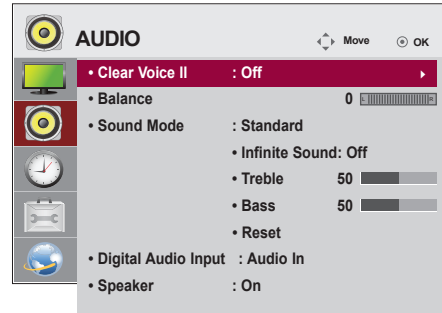 AUDIO Move OK
• Clear Voice II : Off
• Balance 0 L R
• Sound Mode : Standard
• Infinite Sound: Off
• Treble 50
• Bass 50
• Reset
• Digital Audio Input : Audio In
• Speaker : On